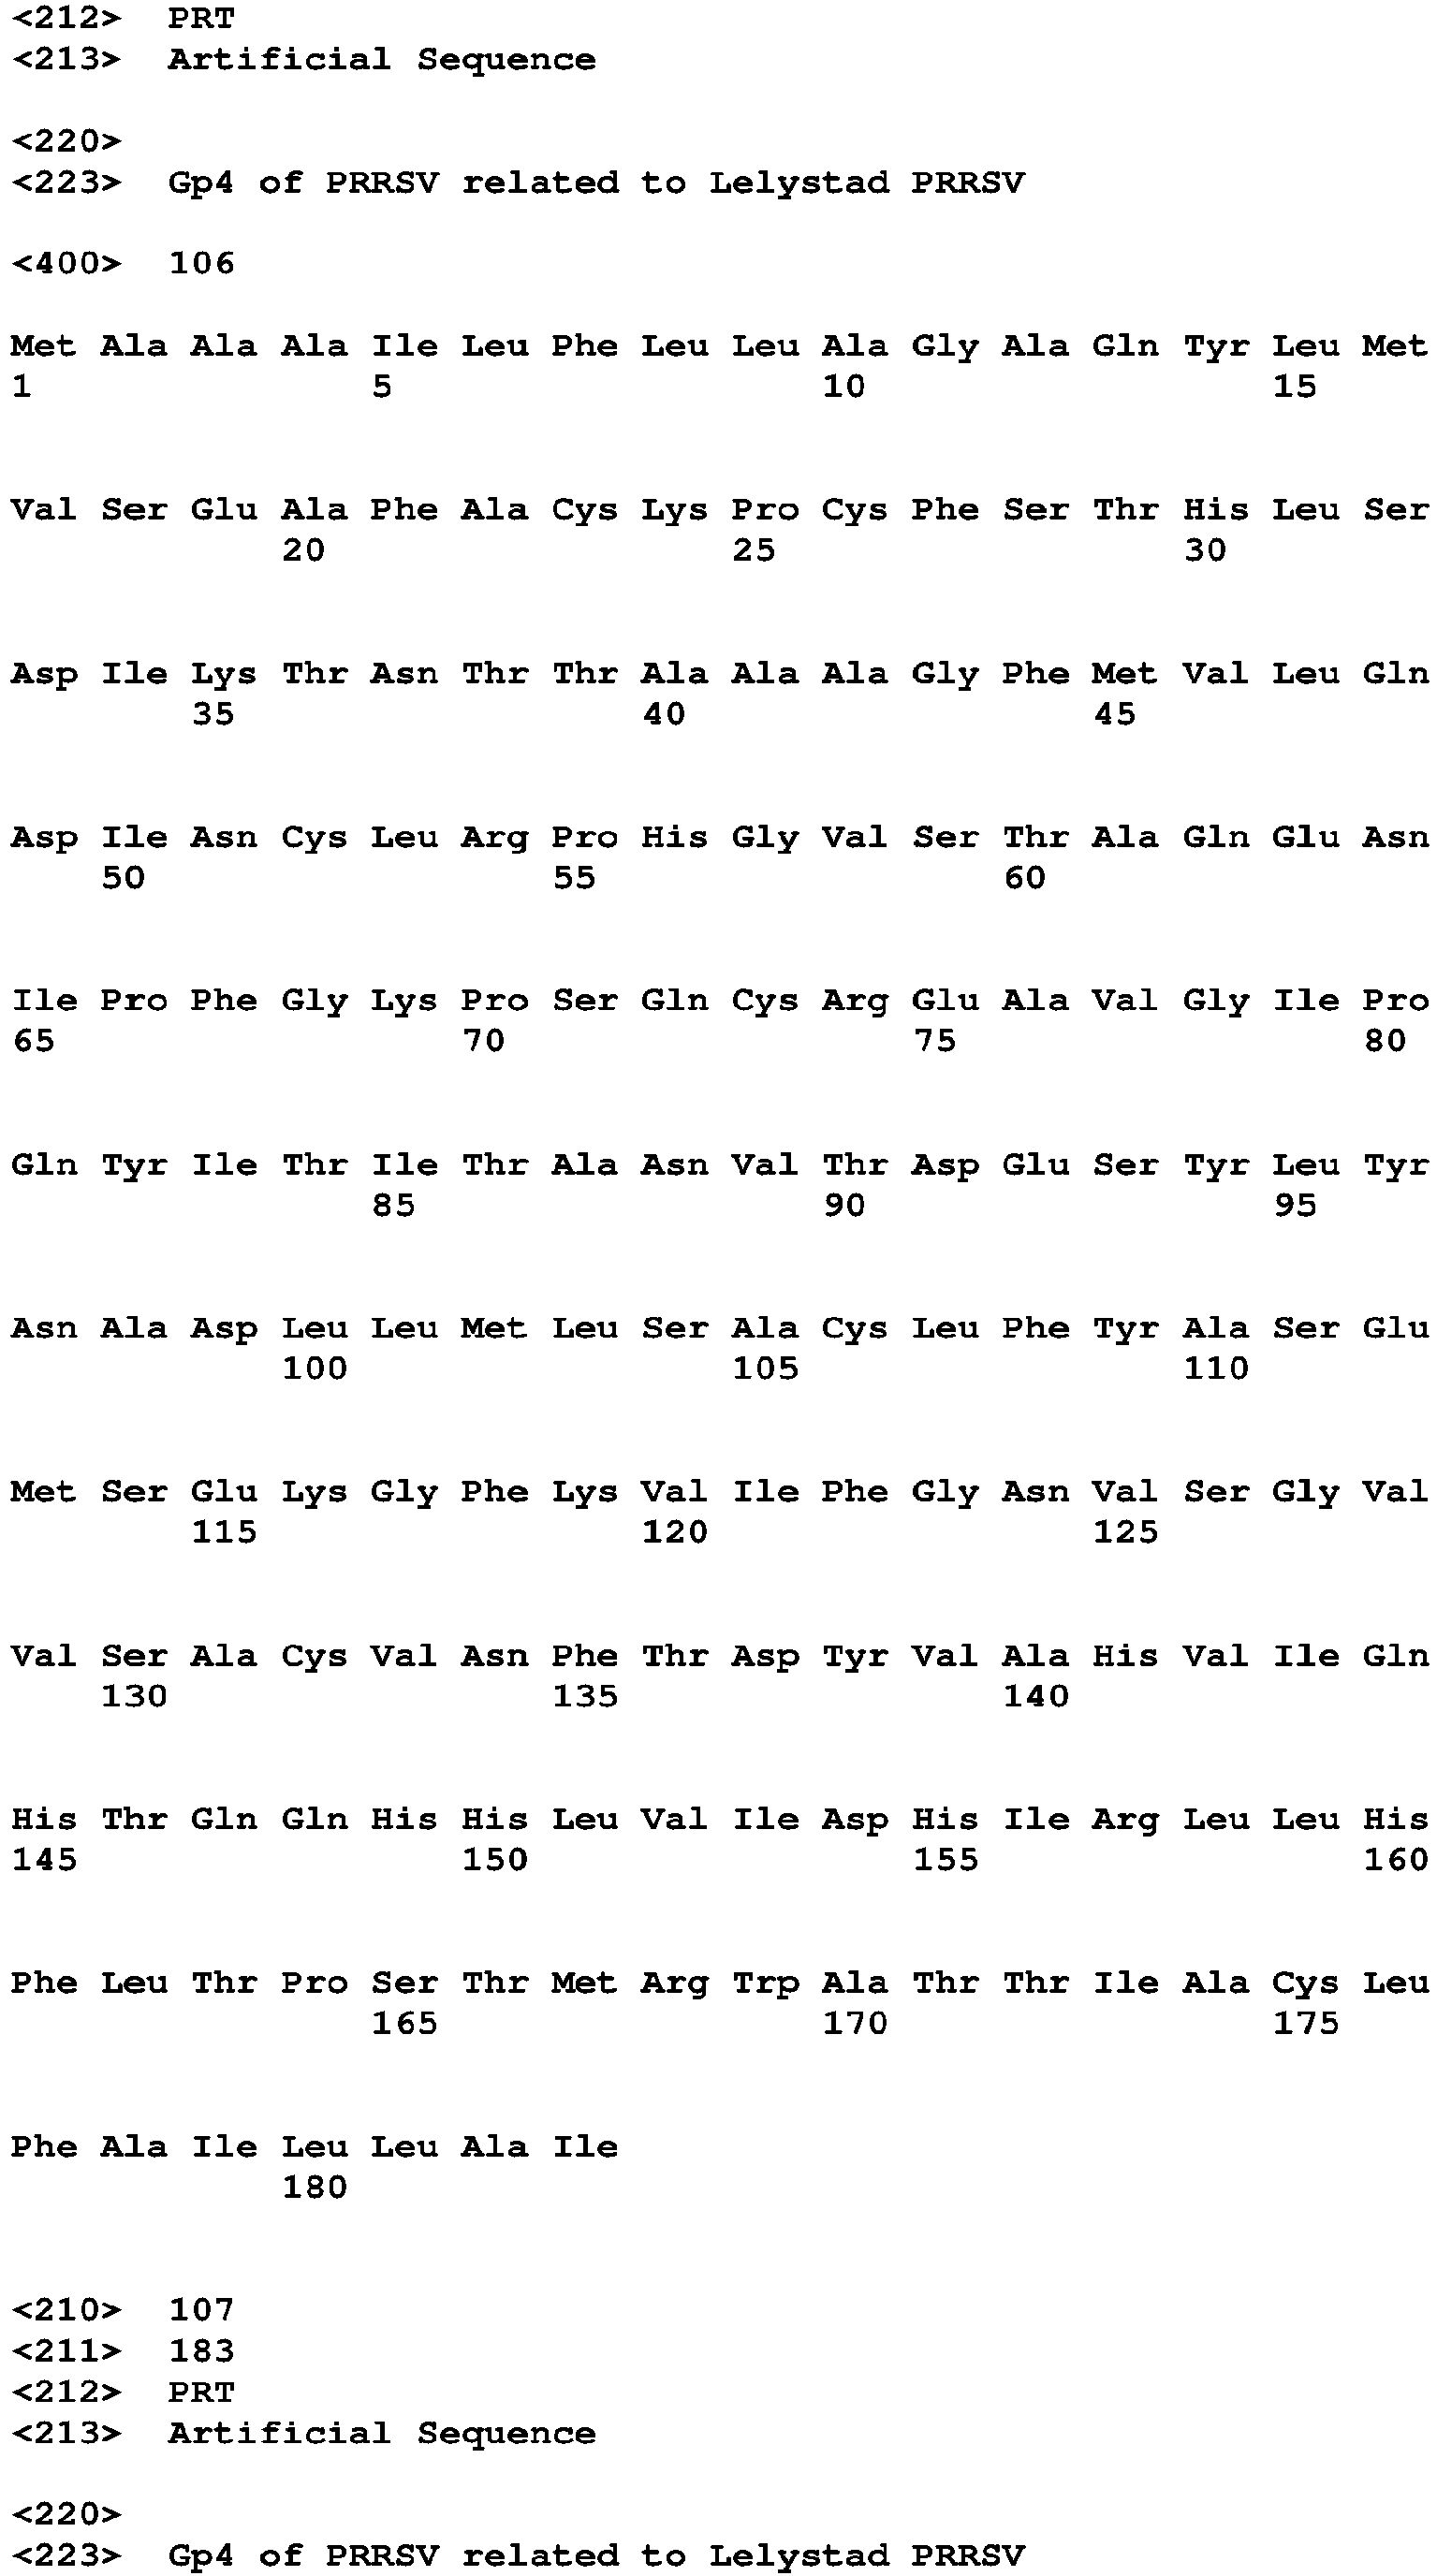 <212> PRT
<213> Artificial Sequence
<220>
<223> Gp4 of PRRSV related to Lelystad PRRSV
<400> 106
Met Ala Ala Ala Ile Leu Phe Leu Leu Ala Gly Ala Gln Tyr Leu Met
1 5 10 15
Val Ser Glu Ala Phe Ala Cys Lys Pro Cys Phe Ser Thr His Leu Ser
20 25 30
Asp Ile Lys Thr Asn Thr Thr Ala Ala Ala Gly Phe Met Val Leu Gln
35 40 45
Asp Ile Asn Cys Leu Arg Pro His Gly Val Ser Thr Ala Gln Glu Asn
50 55 60
Ile Pro Phe Gly Lys Pro Ser Gln Cys Arg Glu Ala Val Gly Ile Pro
65 70 75 80
Gln Tyr Ile Thr Ile Thr Ala Asn Val Thr Asp Glu Ser Tyr Leu Tyr
85 90 95
Asn Ala Asp Leu Leu Met Leu Ser Ala Cys Leu Phe Tyr Ala Ser Glu
100 105 110
Met Ser Glu Lys Gly Phe Lys Val Ile Phe Gly Asn Val Ser Gly Val
115 120 125
Val Ser Ala Cys Val Asn Phe Thr Asp Tyr Val Ala His Val Ile Gln
130 135 140
His Thr Gln Gln His His Leu Val Ile Asp His Ile Arg Leu Leu His
145 150 155 160
Phe Leu Thr Pro Ser Thr Met Arg Trp Ala Thr Thr Ile Ala Cys Leu
165 170 175
Phe Ala Ile Leu Leu Ala Ile
180
<210> 107
<211> 183
<212> PRT
<213> Artificial Sequence
<220>
<223> Gp4 of PRRSV related to Lelystad PRRSV